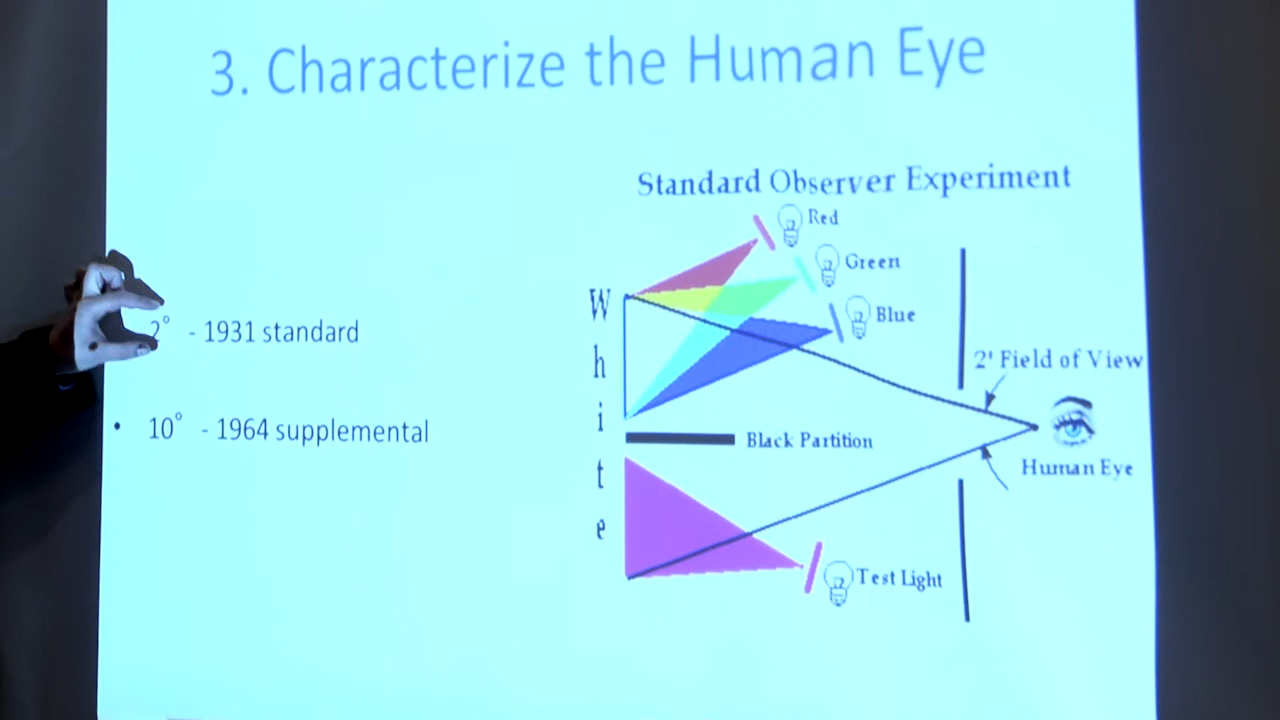 3. Characterize the Human Eye
2° - 1931 standard
• 10° - 1964 supplemental
Standard Observer Experiment
Red
Green
Blue
White
2' Field of View
Black Partition
Human Eye
Test Light